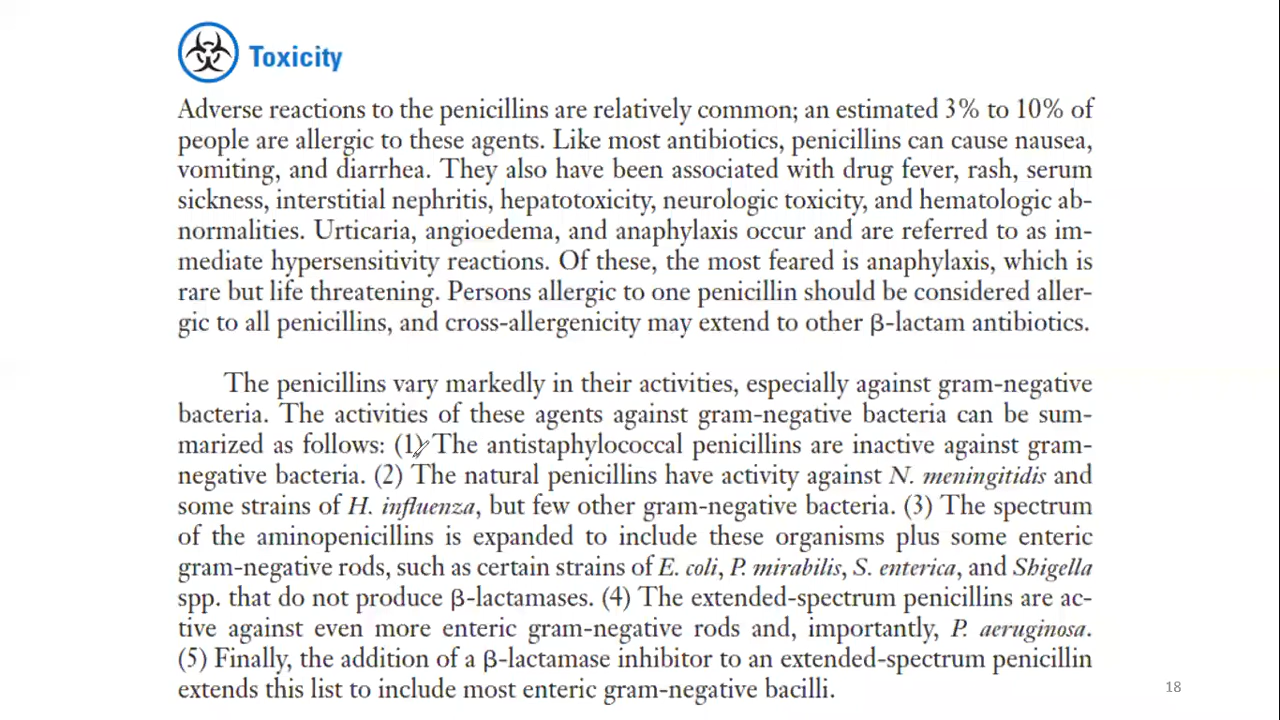 Toxicity
Adverse reactions to the penicillins are relatively common; an estimated 3% to 10% of
people are allergic to these agents. Like most antibiotics, penicillins can cause nausea,
vomiting, and diarrhea. They also have been associated with drug fever, rash, serum
sickness, interstitial nephritis, hepatotoxicity, neurologic toxicity, and hematologic ab-
normalities. Urticaria, angioedema, and anaphylaxis occur and are referred to as im-
mediate hypersensitivity reactions. Of these, the most feared is anaphylaxis, which is
rare but life threatening. Persons allergic to one penicillin should be considered aller-
gic to all penicillins, and cross-allergenicity may extend to other β-lactam antibiotics.
The penicillins vary markedly in their activities, especially against gram-negative
bacteria. The activities of these agents against gram-negative bacteria can be sum-
marized as follows: (1) The antistaphylococcal penicillins are inactive against gram-
negative bacteria. (2) The natural penicillins have activity against N. meningitidis and
some strains of H. influenza, but few other gram-negative bacteria. (3) The spectrum
of the aminopenicillins is expanded to include these organisms plus some enteric
gram-negative rods, such as certain strains of E. coli, P. mirabilis, S. enterica, and Shigella
spp. that do not produce β-lactamases. (4) The extended-spectrum penicillins are ac-
tive against even more enteric gram-negative rods and, importantly, P. aeruginosa.
(5) Finally, the addition of a β-lactamase inhibitor to an extended-spectrum penicillin
extends this list to include most enteric gram-negative bacilli.
18